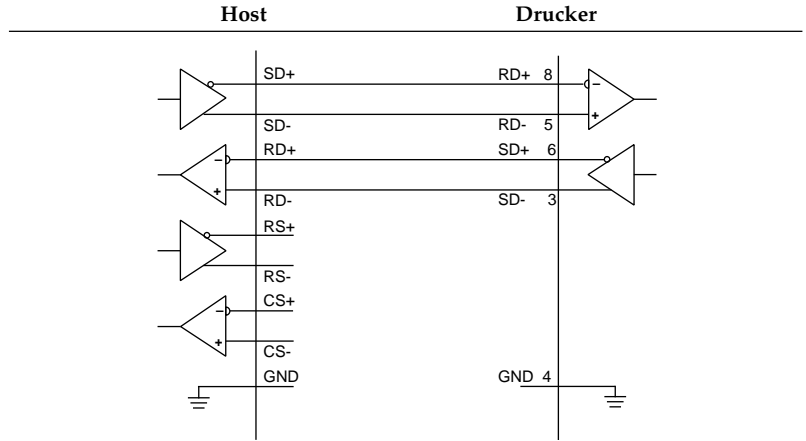 Host Drucker
SD+ RD+ 8
−
+
SD- RD- 5
RD+ SD+ 6
−
+
RD- SD- 3
RS+
RS-
CS+
−
+
CS-
GND GND 4